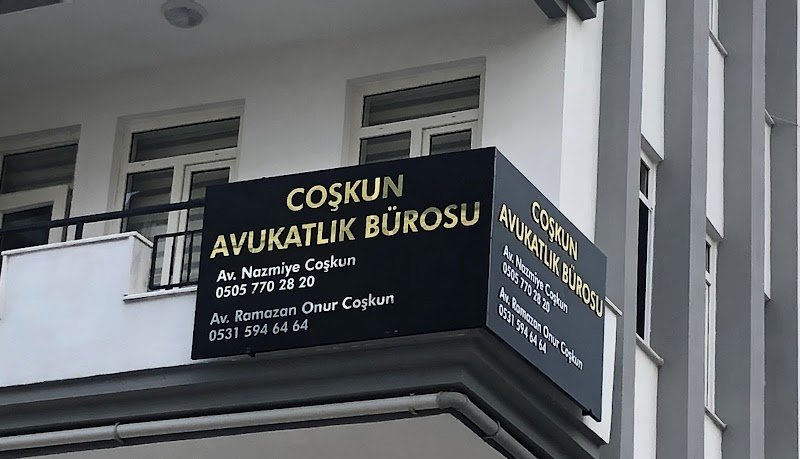 COŞKUN
AVUKATLIK BÜROSU
Av. Nazmiye Coşkun
0505 770 28 20
Av. Ramazan Onur Coşkun
0531 594 64 64
COŞKUN
AVUKATLIK BÜROSU
Av. Nazmiye Coşkun
0505 770 28 20
Av. Ramazan Onur Coşkun
0531 594 64 64